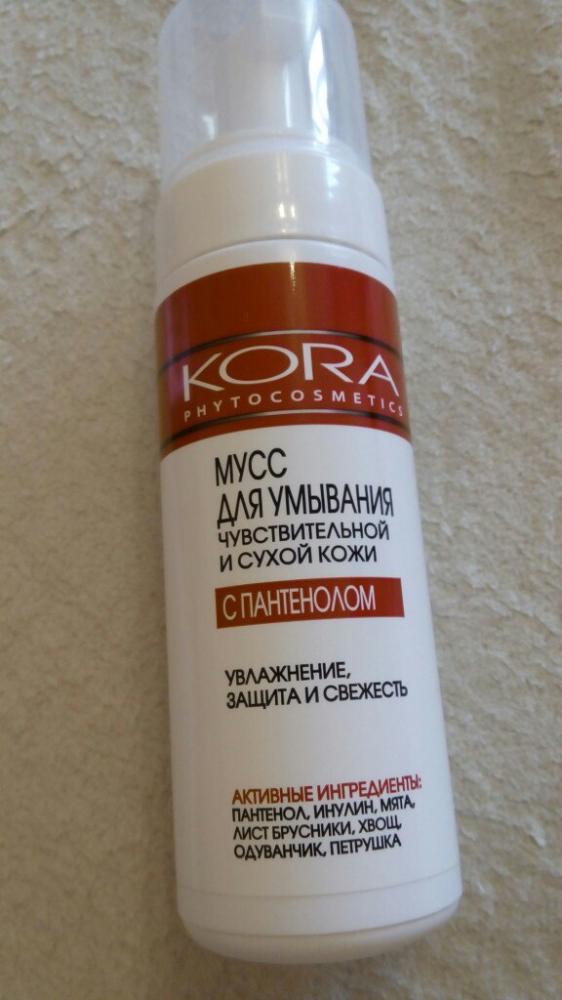 KORA
PHYTOCOSMETICS
МУСС
ДЛЯ УМЫВАНИЯ
ЧУВСТВИТЕЛЬНОЙ
И СУХОЙ КОЖИ
С ПАНТЕНОЛОМ
УВЛАЖНЕНИЕ,
ЗАЩИТА И СВЕЖЕСТЬ
АКТИВНЫЕ ИНГРЕДИЕНТЫ:
ПАНТЕНОЛ, ИНУЛИН, МЯТА,
ЛИСТ БРУСНИКИ, ХВОЩ,
ОДУВАНЧИК, ПЕТРУШКА